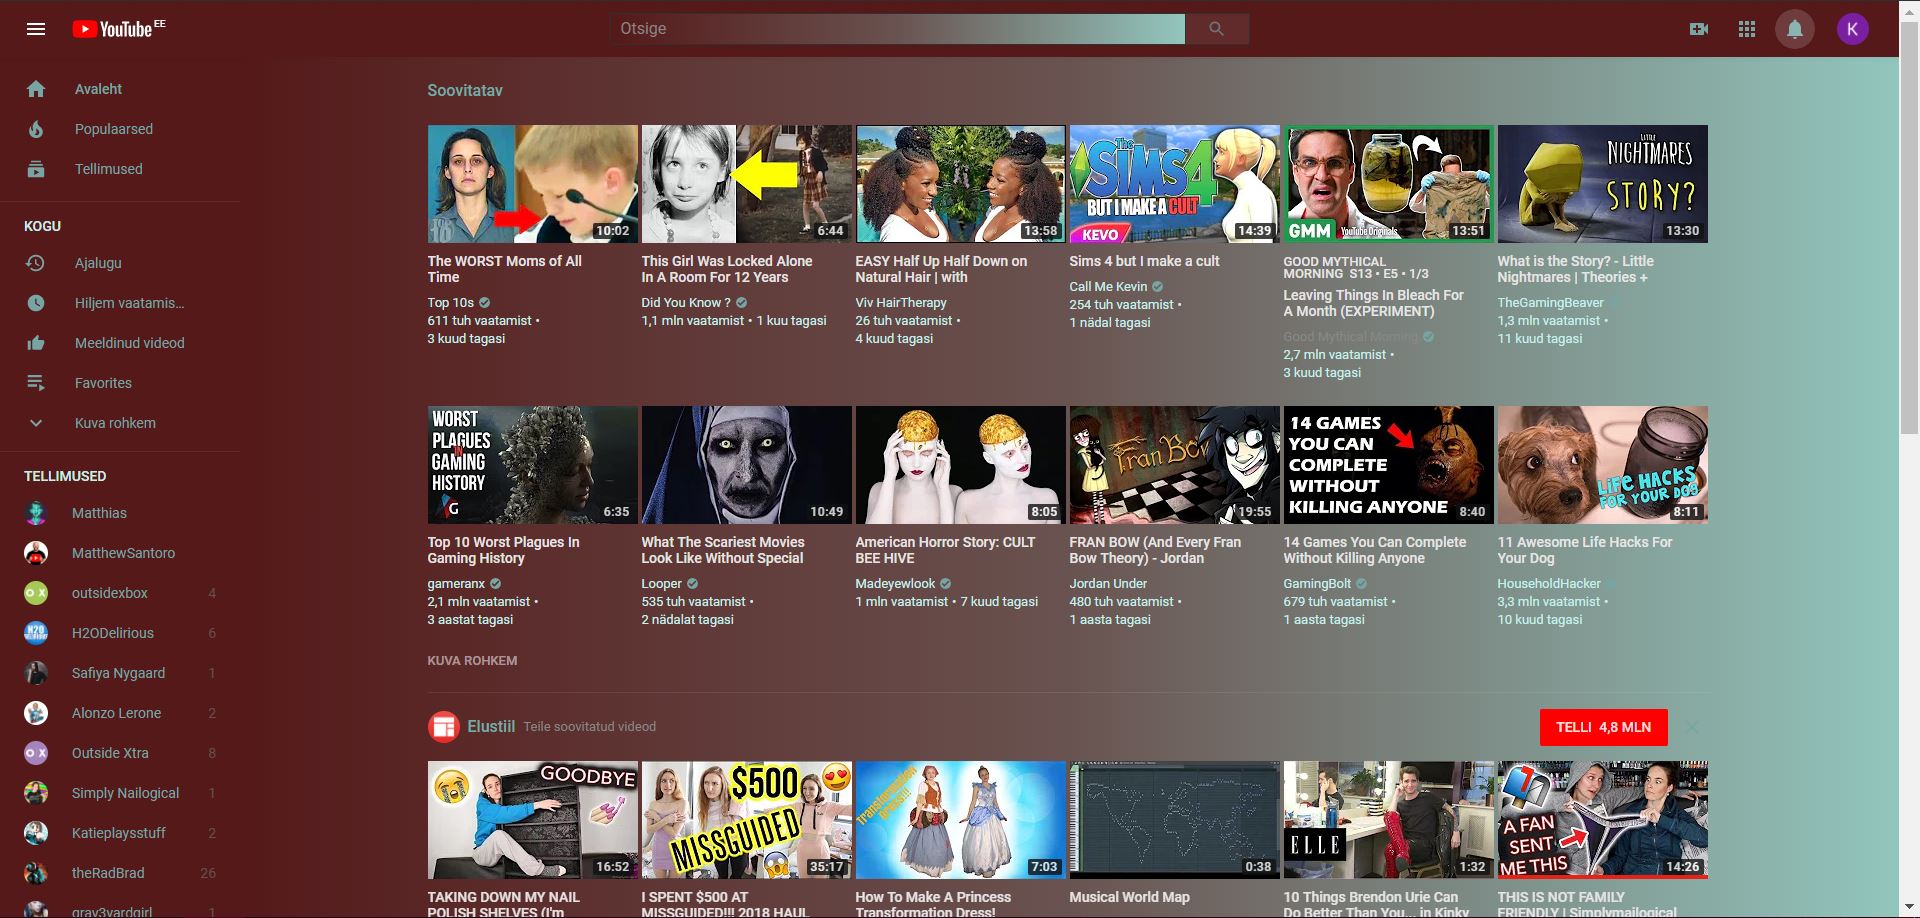 YouTube EE
Otsige
K
Avaleht
Populaarsed
Tellimused
KOGU
Ajalugu
Hiljem vaatamis...
Meeldinud videod
Favorites
Kuva rohkem
TELLIMUSED
Matthias
MatthewSantoro
outsidexbox 4
H2ODelirious 6
Safiya Nygaard 1
Alonzo Lerone 2
Outside Xtra 8
Simply Nailogical 1
Katieplaysstuff 2
theRadBrad 26
grav3yardgirl 1
Soovitatav
10:02
The WORST Moms of All
Time
Top 10s
611 tuh vaatamist •
3 kuud tagasi
6:44
This Girl Was Locked Alone
In A Room For 12 Years
Did You Know ?
1,1 mln vaatamist • 1 kuu tagasi
13:58
EASY Half Up Half Down on
Natural Hair | with
Viv HairTherapy
26 tuh vaatamist •
4 kuud tagasi
The SIMS 4
BUT I MAKE A CULT
KEVO
14:39
Sims 4 but I make a cult
Call Me Kevin
254 tuh vaatamist •
1 nädal tagasi
GMM
YouTube Originals
13:51
GOOD MYTHICAL
MORNING S13 • E5 • 1/3
Leaving Things In Bleach For
A Month (EXPERIMENT)
Good Mythical Morning
2,7 mln vaatamist •
3 kuud tagasi
LITTLE
NIGHTMARES
STORY?
13:30
What is the Story? - Little
Nightmares | Theories +
TheGamingBeaver
1,3 mln vaatamist •
11 kuud tagasi
WORST
PLAGUES
IN
GAMING
HISTORY
G
6:35
Top 10 Worst Plagues In
Gaming History
gameranx
2,1 mln vaatamist •
3 aastat tagasi
10:49
What The Scariest Movies
Look Like Without Special
Looper
535 tuh vaatamist •
2 nädalat tagasi
8:05
American Horror Story: CULT
BEE HIVE
Madeyewlook
1 mln vaatamist • 7 kuud tagasi
Fran Bow
19:55
FRAN BOW (And Every Fran
Bow Theory) - Jordan
Jordan Under
480 tuh vaatamist •
1 aasta tagasi
14 GAMES
YOU CAN
COMPLETE
WITHOUT
KILLING ANYONE
8:40
14 Games You Can Complete
Without Killing Anyone
GamingBolt
679 tuh vaatamist •
1 aasta tagasi
LIFE HACKS
FOR YOUR DOG
8:11
11 Awesome Life Hacks For
Your Dog
HouseholdHacker
3,3 mln vaatamist •
10 kuud tagasi
KUVA ROHKEM
Elustiil Teile soovitatud videod
TELLI 4,8 MLN
GOODBYE
16:52
TAKING DOWN MY NAIL
POLISH SHELVES (I'm
$500
MISSGUIDED
35:17
I SPENT $500 AT
MISSGUIDED!!! 2018 HAUL
Transformation
Dress!!!
7:03
How To Make A Princess
Transformation Dress!
0:38
Musical World Map
ELLE
1:32
10 Things Brendon Urie Can
Do Better Than You... in Kinky
A FAN
SENT
ME THIS
14:26
THIS IS NOT FAMILY
FRIENDLY | Simplymailogical